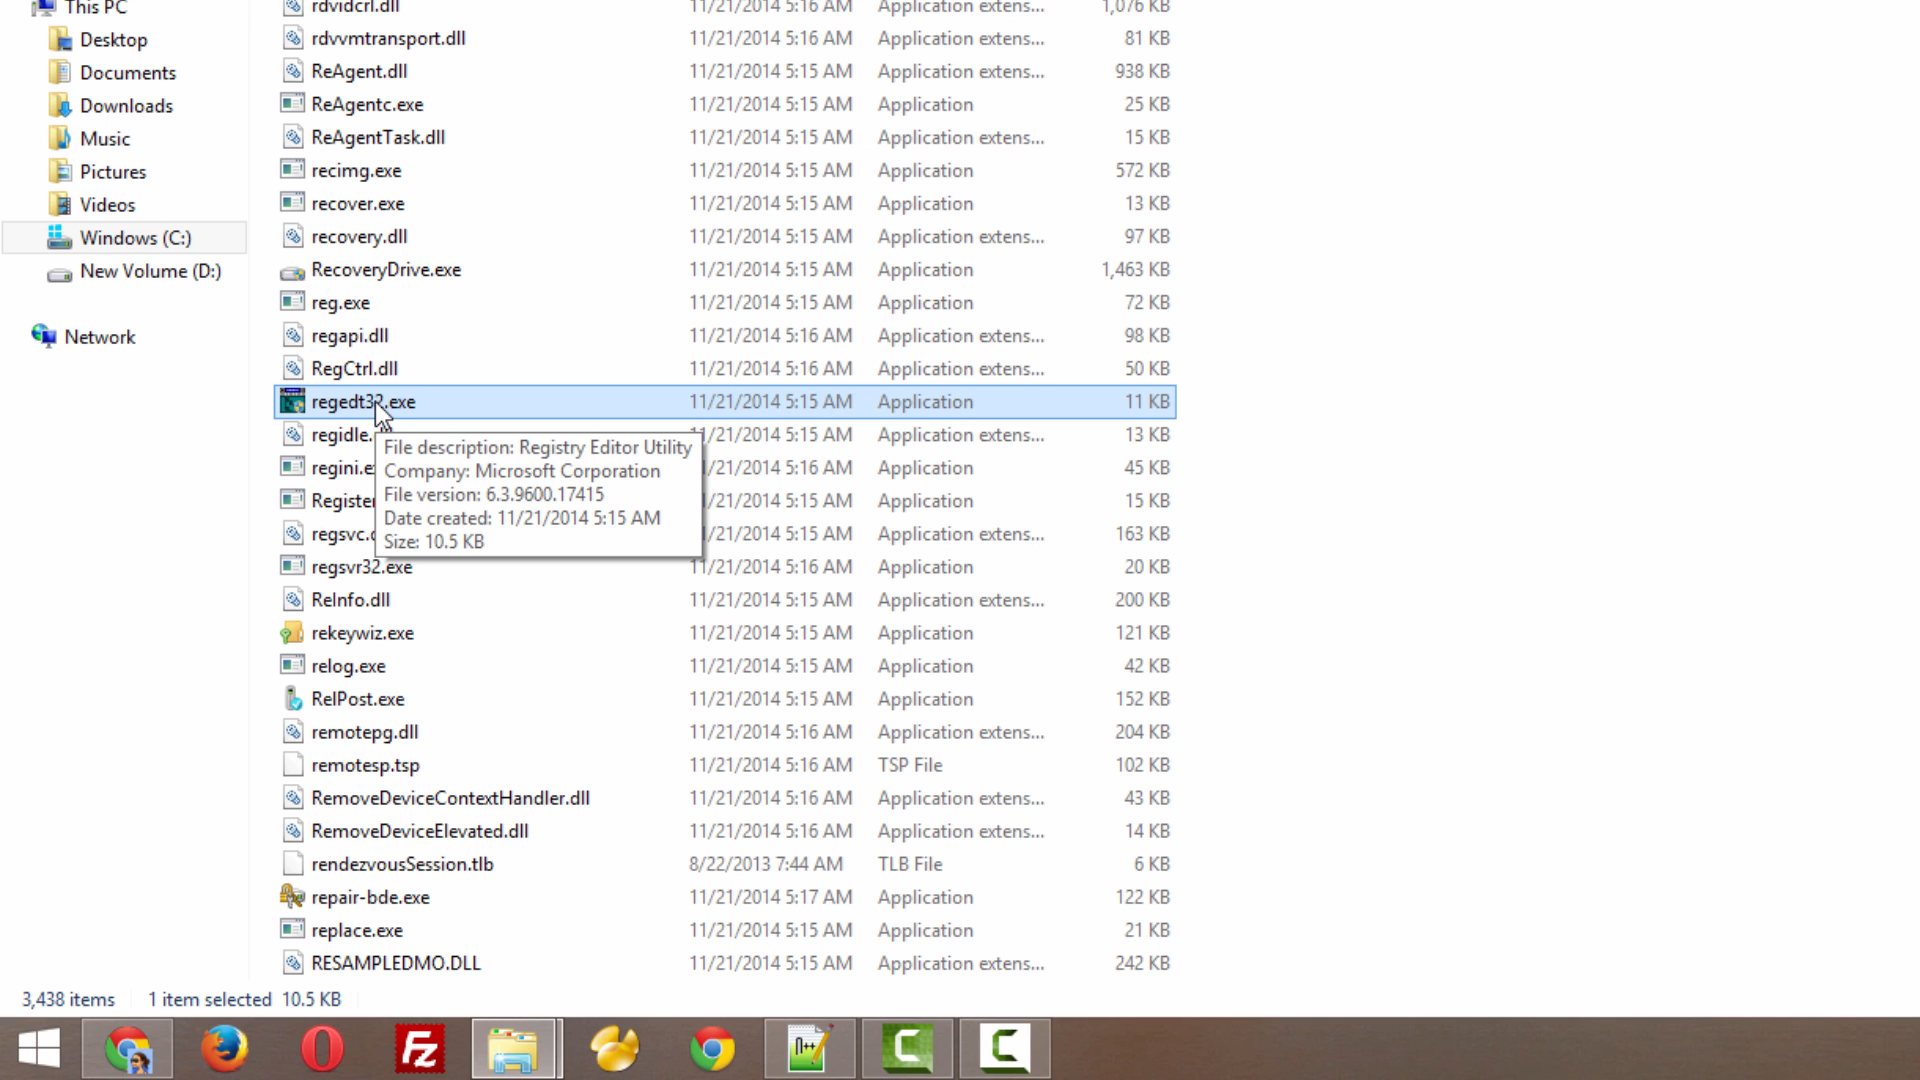 This PC
Desktop
Documents
Downloads
Music
Pictures
Videos
Windows (C:)
New Volume (D:)
Network
rdvidcrl.dll 11/21/2014 5:16 AM Application extens... 1,076 KB
rdvvmtransport.dll 11/21/2014 5:16 AM Application extens... 81 KB
ReAgent.dll 11/21/2014 5:15 AM Application extens... 938 KB
ReAgentc.exe 11/21/2014 5:15 AM Application 25 KB
ReAgentTask.dll 11/21/2014 5:15 AM Application extens... 15 KB
recimg.exe 11/21/2014 5:15 AM Application 572 KB
recover.exe 11/21/2014 5:15 AM Application 13 KB
recovery.dll 11/21/2014 5:15 AM Application extens... 97 KB
RecoveryDrive.exe 11/21/2014 5:15 AM Application 1,463 KB
reg.exe 11/21/2014 5:15 AM Application 72 KB
regapi.dll 11/21/2014 5:16 AM Application extens... 98 KB
RegCtrl.dll 11/21/2014 5:16 AM Application extens... 50 KB
regedt32.exe 11/21/2014 5:15 AM Application 11 KB
regidle. /21/2014 5:15 AM Application extens... 13 KB
File description: Registry Editor Utility
regini.e /21/2014 5:15 AM Application 45 KB
Company: Microsoft Corporation
File version: 6.3.9600.17415
Register /21/2014 5:15 AM Application 15 KB
Date created: 11/21/2014 5:15 AM
regsvc. /21/2014 5:15 AM Application extens... 163 KB
Size: 10.5 KB
regsvr32.exe 11/21/2014 5:16 AM Application 20 KB
ReInfo.dll 11/21/2014 5:15 AM Application extens... 200 KB
rekeywiz.exe 11/21/2014 5:15 AM Application 121 KB
relog.exe 11/21/2014 5:15 AM Application 42 KB
RelPost.exe 11/21/2014 5:15 AM Application 152 KB
remotepg.dll 11/21/2014 5:16 AM Application extens... 204 KB
remotesp.tsp 11/21/2014 5:16 AM TSP File 102 KB
RemoveDeviceContextHandler.dll 11/21/2014 5:16 AM Application extens... 43 KB
RemoveDeviceElevated.dll 11/21/2014 5:16 AM Application extens... 14 KB
rendezvousSession.tlb 8/22/2013 7:44 AM TLB File 6 KB
repair-bde.exe 11/21/2014 5:17 AM Application 122 KB
replace.exe 11/21/2014 5:15 AM Application 21 KB
RESAMPLEDMO.DLL 11/21/2014 5:15 AM Application extens... 242 KB
3,438 items 1 item selected 10.5 KB